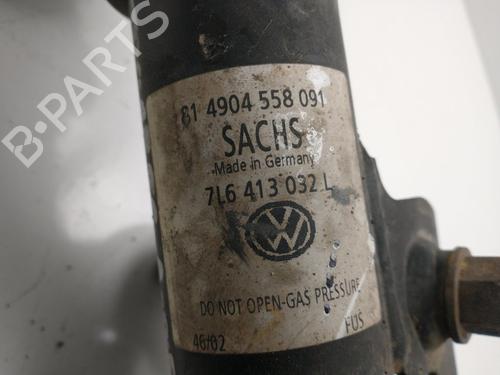 81 4904 558 091
SACHS
Made in Germany
7L6 413 032 L
VW
DO NOT OPEN-GAS PRESSURE
FUS
46/02
B-Parts